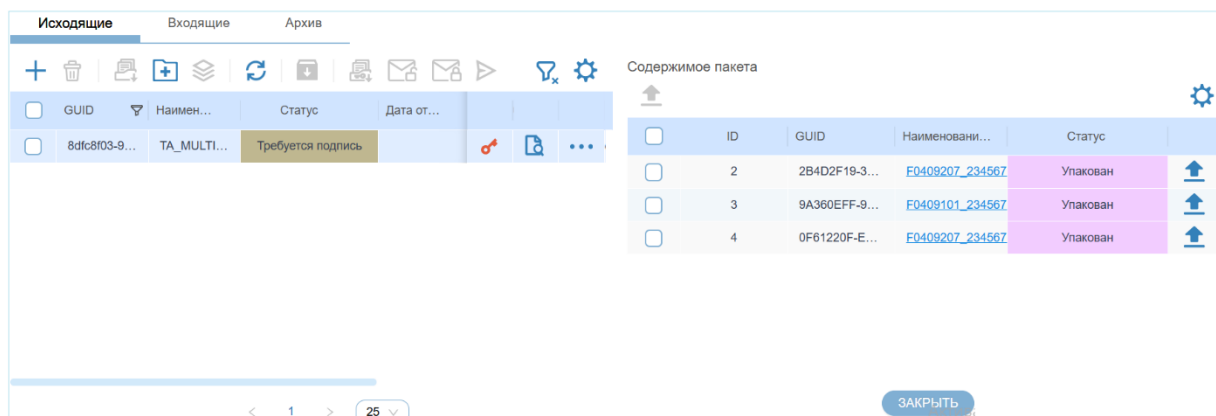 Исходящие Входящие Архив
Содержимое пакета
GUID Наимен... Статус Дата от...
8dfc8f03-9... TA_MULTI... Требуется подпись
ID GUID Наименовани... Статус
2 2B4D2F19-3... F0409207_234567 Упакован
3 9A360EFF-9... F0409101_234567 Упакован
4 0F61220F-E... F0409207_234567 Упакован
< 1 > 25
ЗАКРЫТЬ